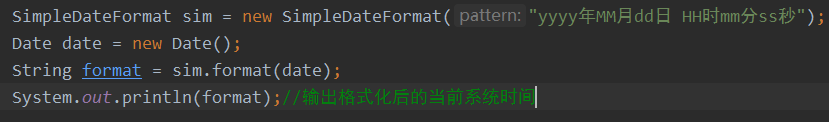 SimpleDateFormat sim = new SimpleDateFormat( pattern: "yyyy年MM月dd日 HH时mm分ss秒");
Date date = new Date();
String format = sim.format(date);
System.out.println(format);//输出格式化后的当前系统时间